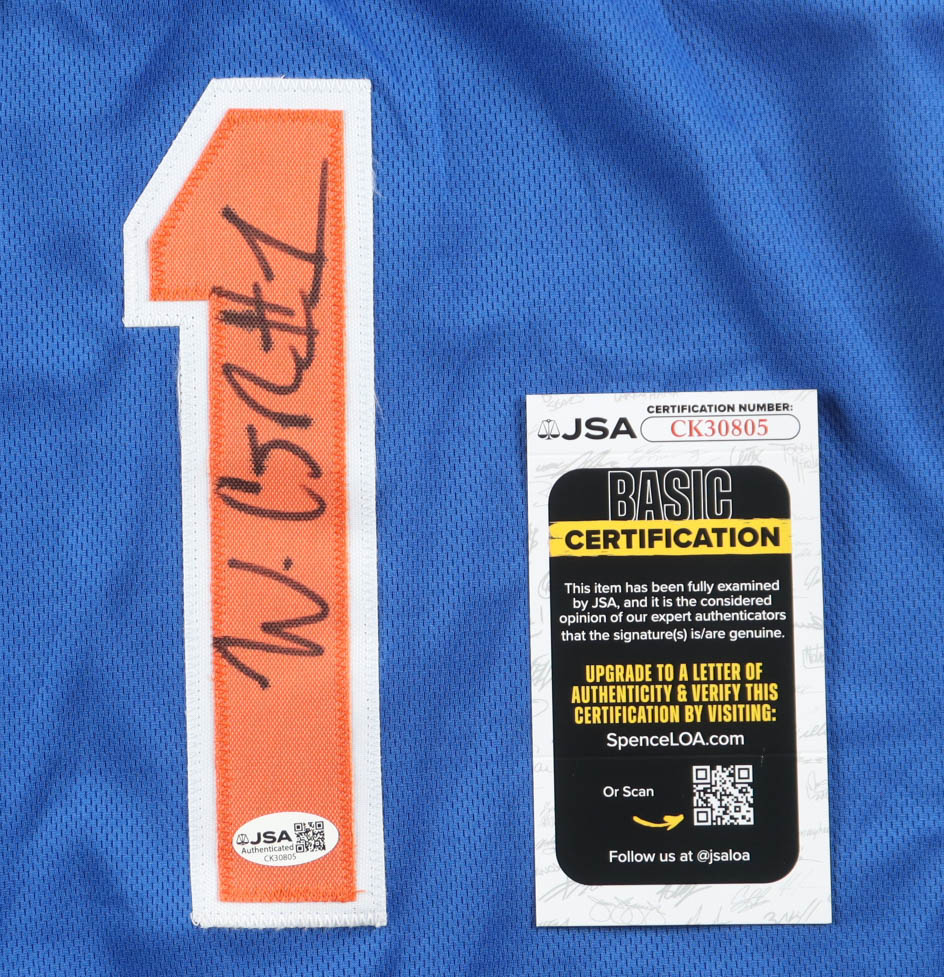 1
#1
JSA
Authenticated
CK30805
JSA
CERTIFICATION NUMBER:
CK30805
BASIC
CERTIFICATION
This item has been fully examined
by JSA, and it is the considered
opinion of our expert authenticators
that the signature(s) is/are genuine.
UPGRADE TO A LETTER OF
AUTHENTICITY & VERIFY THIS
CERTIFICATION BY VISITING:
SpenceLOA.com
Or Scan
Follow us at @jsaloa